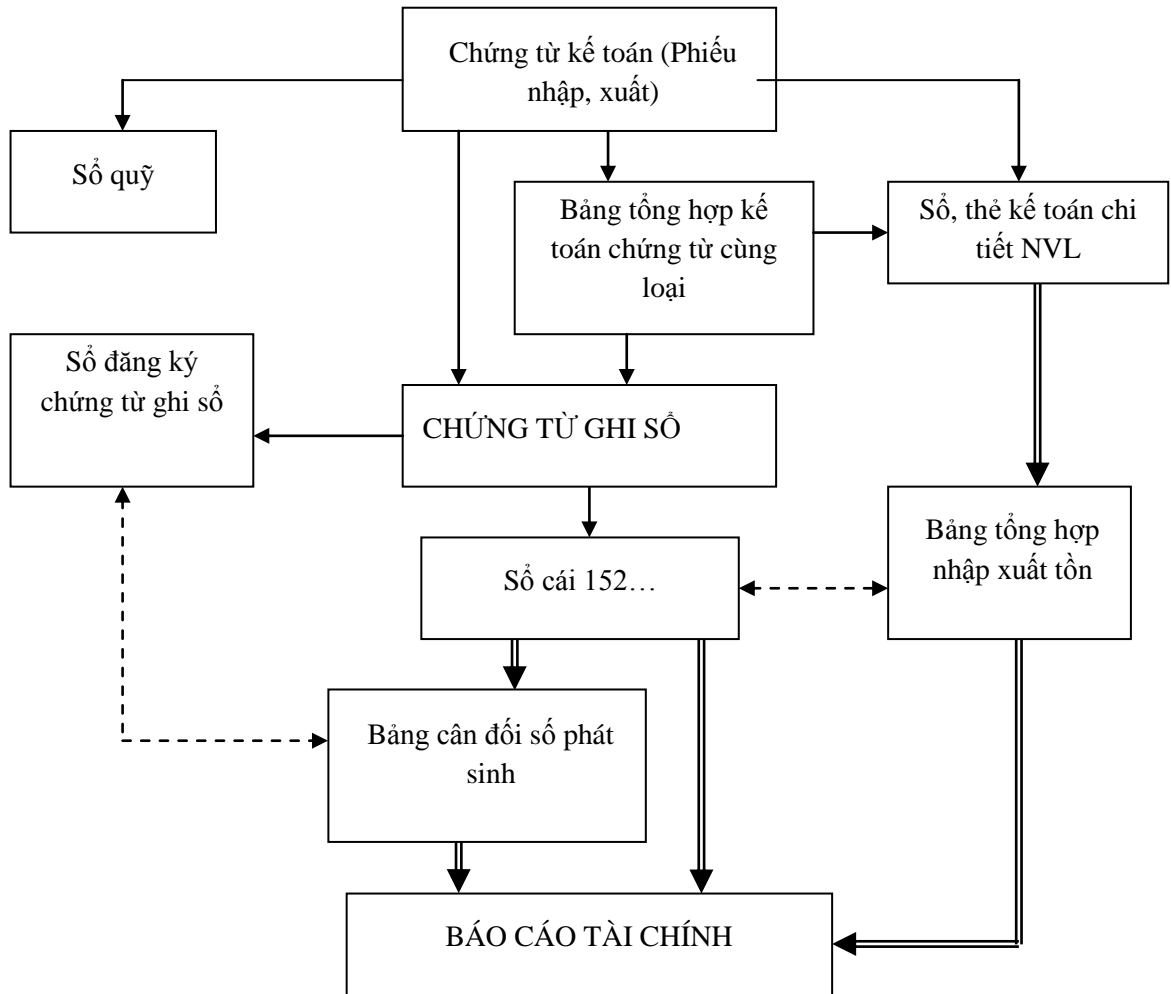 Chứng từ kế toán (Phiếu
nhập, xuất)
Sổ quỹ
Bảng tổng hợp kế
toán chứng từ cùng
loại
Sổ, thẻ kế toán chi
tiết NVL
Sổ đăng ký
chứng từ ghi sổ
CHỨNG TỪ GHI SỔ
Bảng tổng hợp
nhập xuất tồn
Sổ cái 152…
Bảng cân đối số phát
sinh
BÁO CÁO TÀI CHÍNH